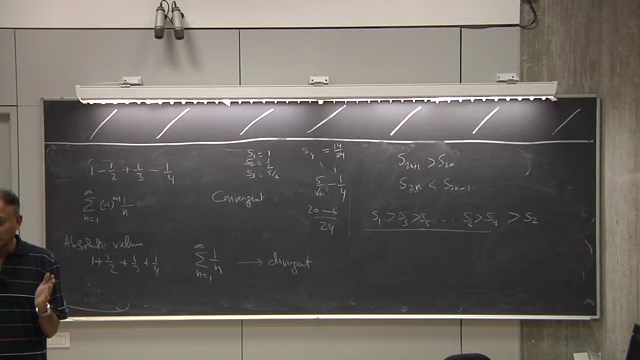 1 - 1/2 + 1/3 - 1/4
∞ Σ n=1 (-1)^{n+1} 1/n
Convergent
Absolute values
1 + 1/2 + 1/3 + 1/4
∞ Σ n=1 1/n → divergent
S₁ = 1
S₂ = 1/2
S₃ = 5/6
S₄ = 14/24
5/6 - 1/4
20 - 6 / 24
S₂ₙ₊₁ > S₂ₙ
S₂ₙ < S₂ₙ₋₁
S₁ > S₃ > S₅ ... S₆ > S₄ > S₂